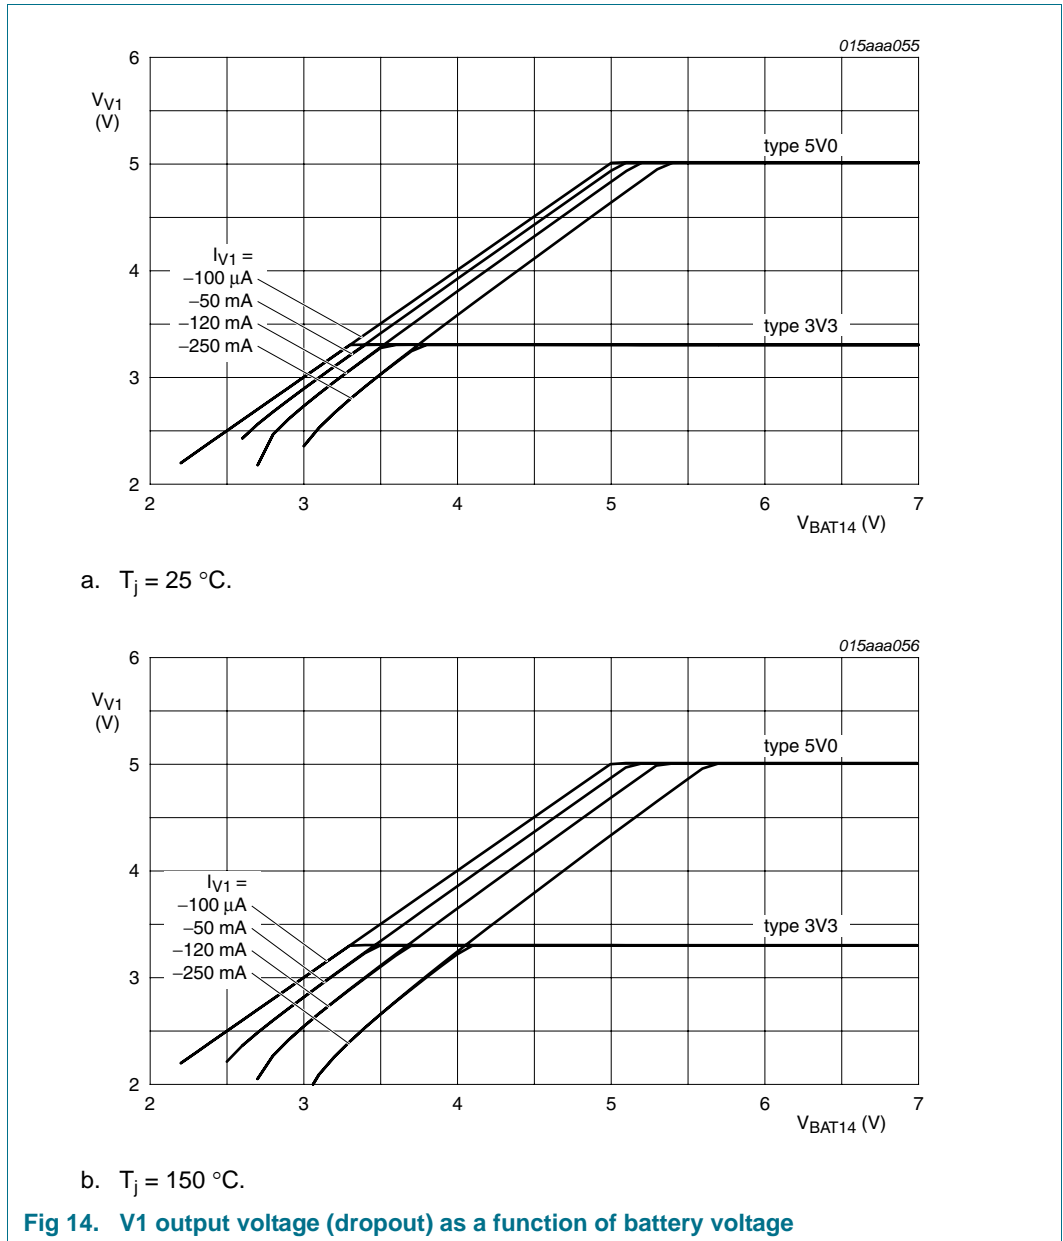 015aaa055
6
V_V1
(V)
type 5V0
5
I_V1 =
4
−100 μA
−50 mA
−120 mA
type 3V3
−250 mA
3
2
2 3 4 5 6 7
V_BAT14 (V)
a. T_j = 25 °C.
015aaa056
6
V_V1
(V)
type 5V0
5
4
I_V1 =
−100 μA
−50 mA
type 3V3
−120 mA
−250 mA
3
2
2 3 4 5 6 7
V_BAT14 (V)
b. T_j = 150 °C.
Fig 14. V1 output voltage (dropout) as a function of battery voltage